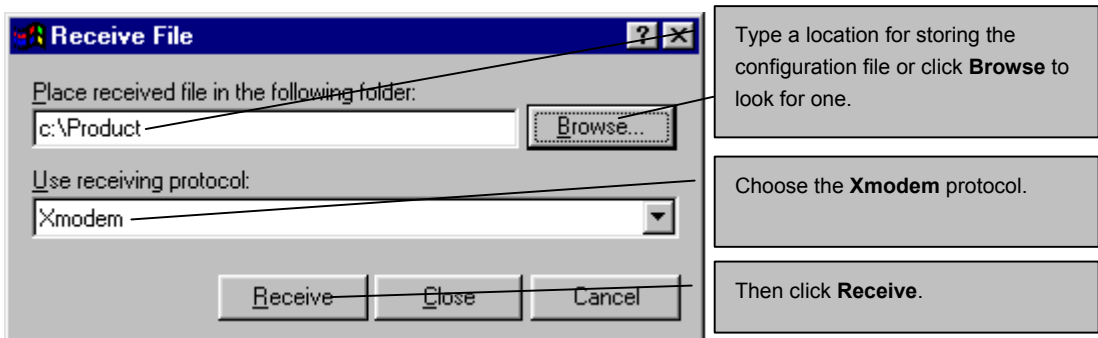 Receive File
Place received file in the following folder:
c:\Product
Browse...
Use receiving protocol:
Xmodem
Receive
Close
Cancel
Type a location for storing the
configuration file or click Browse to
look for one.
Choose the Xmodem protocol.
Then click Receive.